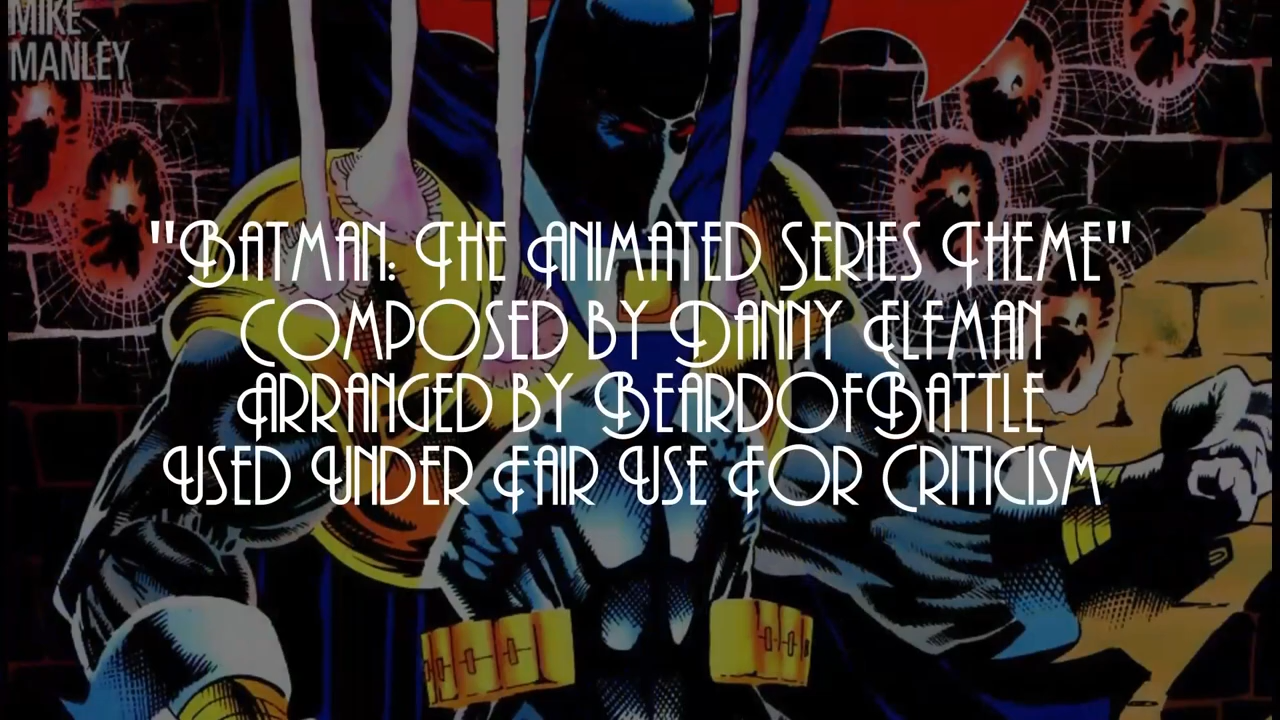 MIKE
MANLEY
"Batman: The Animated Series Theme"
Composed by Danny Elfman
Arranged by BeardofBattle
Used Under Fair Use For Criticism